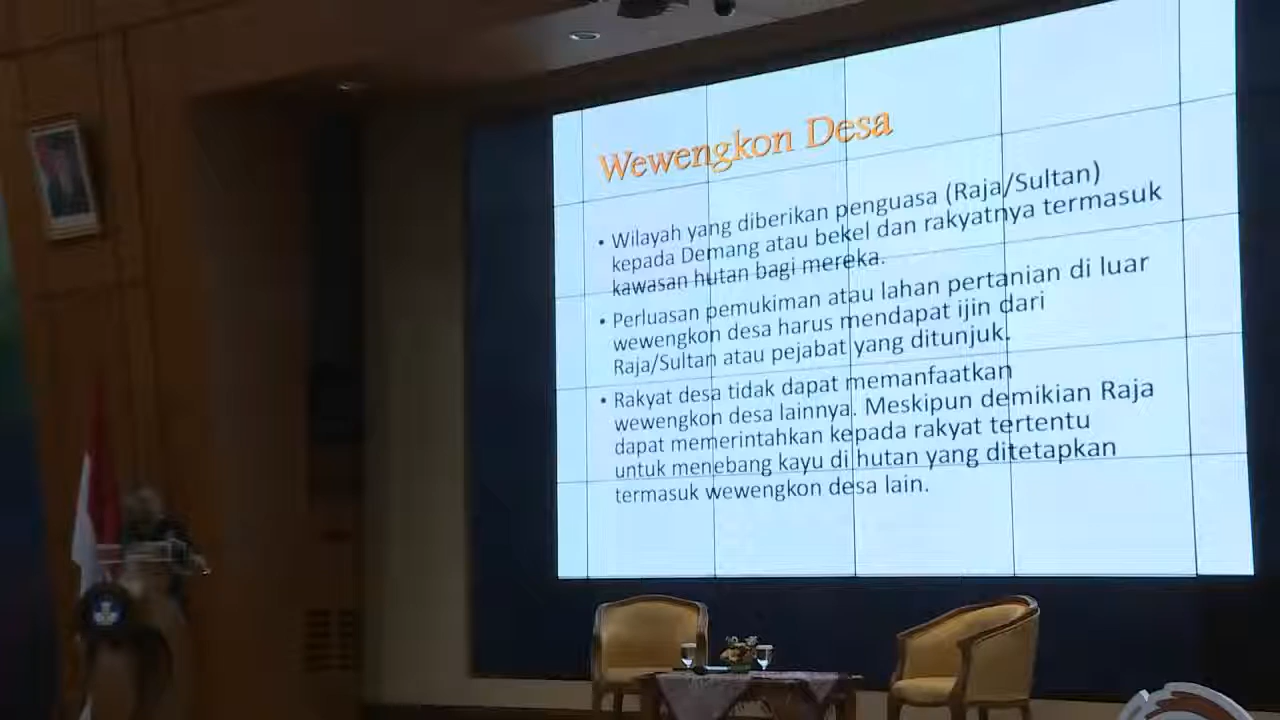 Wewengkon Desa
• Wilayah yang diberikan penguasa (Raja/Sultan)
kepada Demang atau bekel dan rakyatnya termasuk
kawasan hutan bagi mereka.
• Perluasan pemukiman atau lahan pertanian di luar
wewengkon desa harus mendapat ijin dari
Raja/Sultan atau pejabat yang ditunjuk.
• Rakyat desa tidak dapat memanfaatkan
wewengkon desa lainnya. Meskipun demikian Raja
dapat memerintahkan kepada rakyat tertentu
untuk menebang kayu di hutan yang ditetapkan
termasuk wewengkon desa lain.